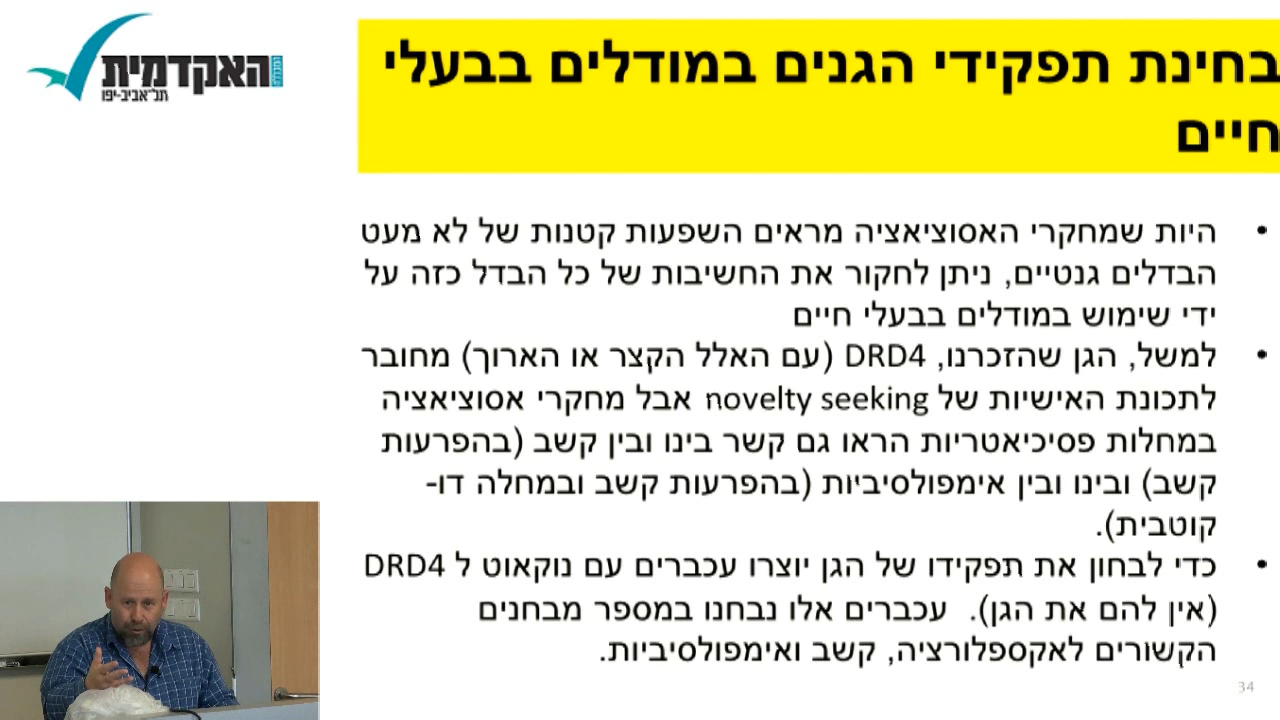 האקדמית
תל־אביב-יפו
בחינת תפקידי הגנים במודלים בבעלי
חיים
• היות שמחקרי האסוציאציה מראים השפעות קטנות של לא מעט
הבדלים גנטיים, ניתן לחקור את החשיבות של כל הבדל כזה על
ידי שימוש במודלים בבעלי חיים
• למשל, הגן שהזכרנו, DRD4 (עם האלל הקצר או הארוך) מחובר
לתכונת האישיות של novelty seeking אבל מחקרי אסוציאציה
במחלות פסיכיאטריות הראו גם קשר בינו ובין קשב (בהפרעות
קשב) ובינו ובין אימפולסיביות (בהפרעות קשב ובמחלה דו-
קוטבית).
• כדי לבחון את תפקידו של הגן יוצרו עכברים עם נוקאוט ל DRD4
(אין להם את הגן). עכברים אלו נבחנו במספר מבחנים
הקשורים לאקספלורציה, קשב ואימפולסיביות.
34